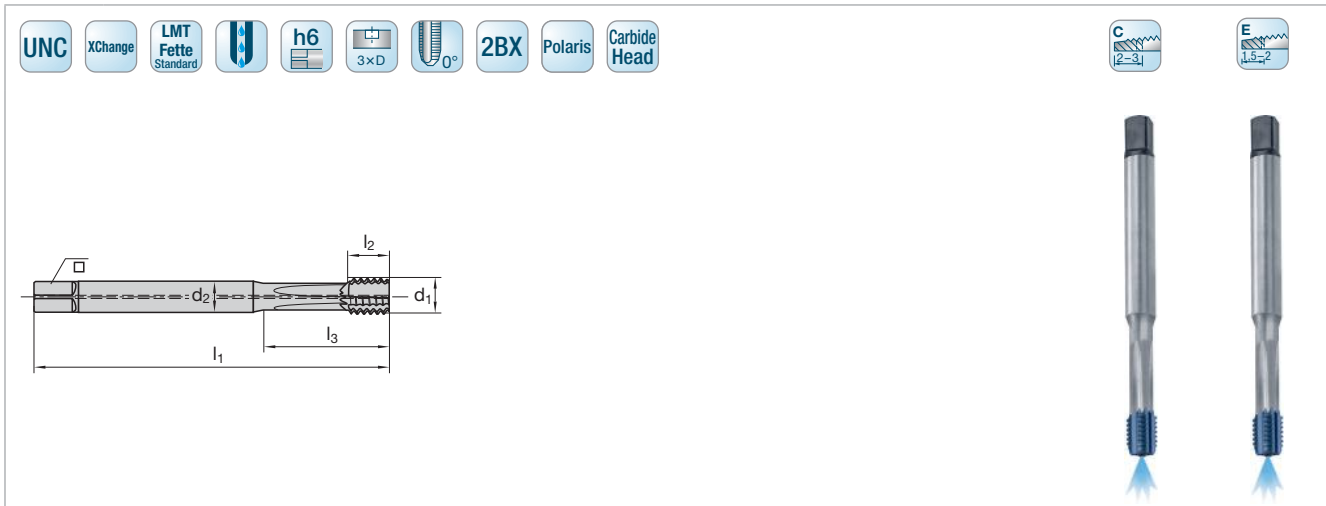 UNC
XChange
LMT
Fette
Standard
h6
3×D
0°
2BX
Polaris
Carbide
Head
C
2–3
E
1,5–2
l2
d2
d1
l3
l1